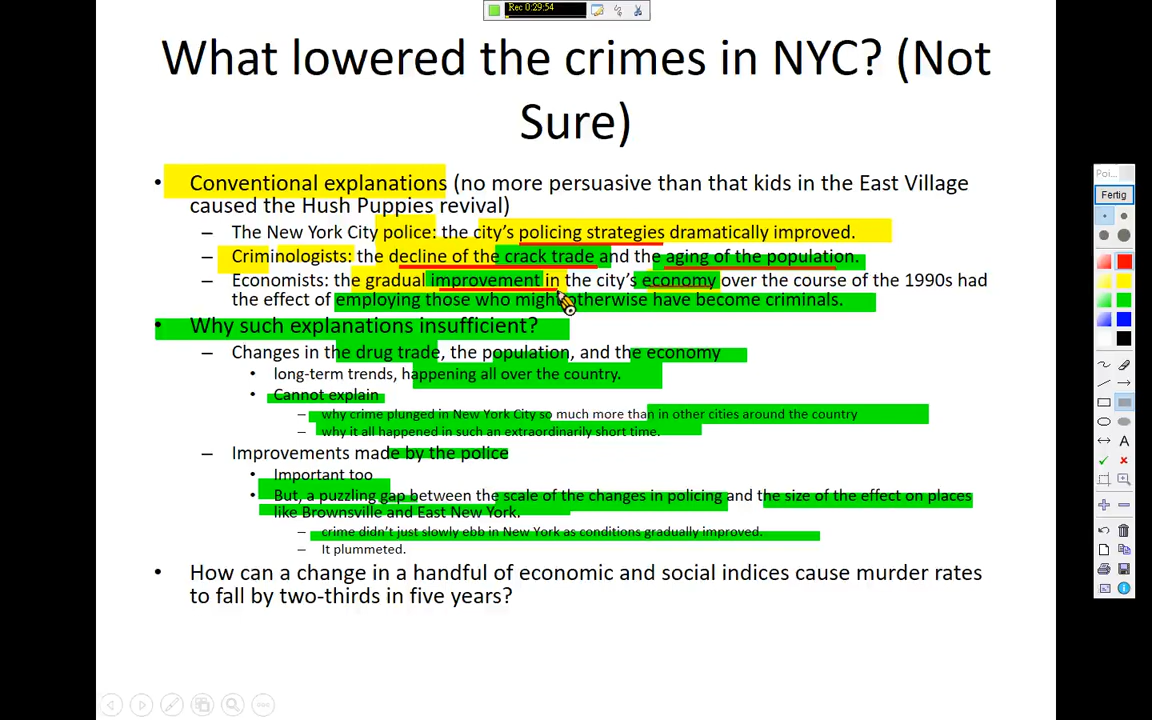 Rec 0:29:54
What lowered the crimes in NYC? (Not
Sure)
• Conventional explanations (no more persuasive than that kids in the East Village
caused the Hush Puppies revival)
– The New York City police: the city's policing strategies dramatically improved.
– Criminologists: the decline of the crack trade and the aging of the population.
– Economists: the gradual improvement in the city's economy over the course of the 1990s had
the effect of employing those who might otherwise have become criminals.
• Why such explanations insufficient?
– Changes in the drug trade, the population, and the economy
• long-term trends, happening all over the country.
• Cannot explain
– why crime plunged in New York City so much more than in other cities around the country
– why it all happened in such an extraordinarily short time.
– Improvements made by the police
• Important too
• But, a puzzling gap between the scale of the changes in policing and the size of the effect on places
like Brownsville and East New York.
– crime didn't just slowly ebb in New York as conditions gradually improved.
– It plummeted.
• How can a change in a handful of economic and social indices cause murder rates
to fall by two-thirds in five years?
Poi...
Fertig
A